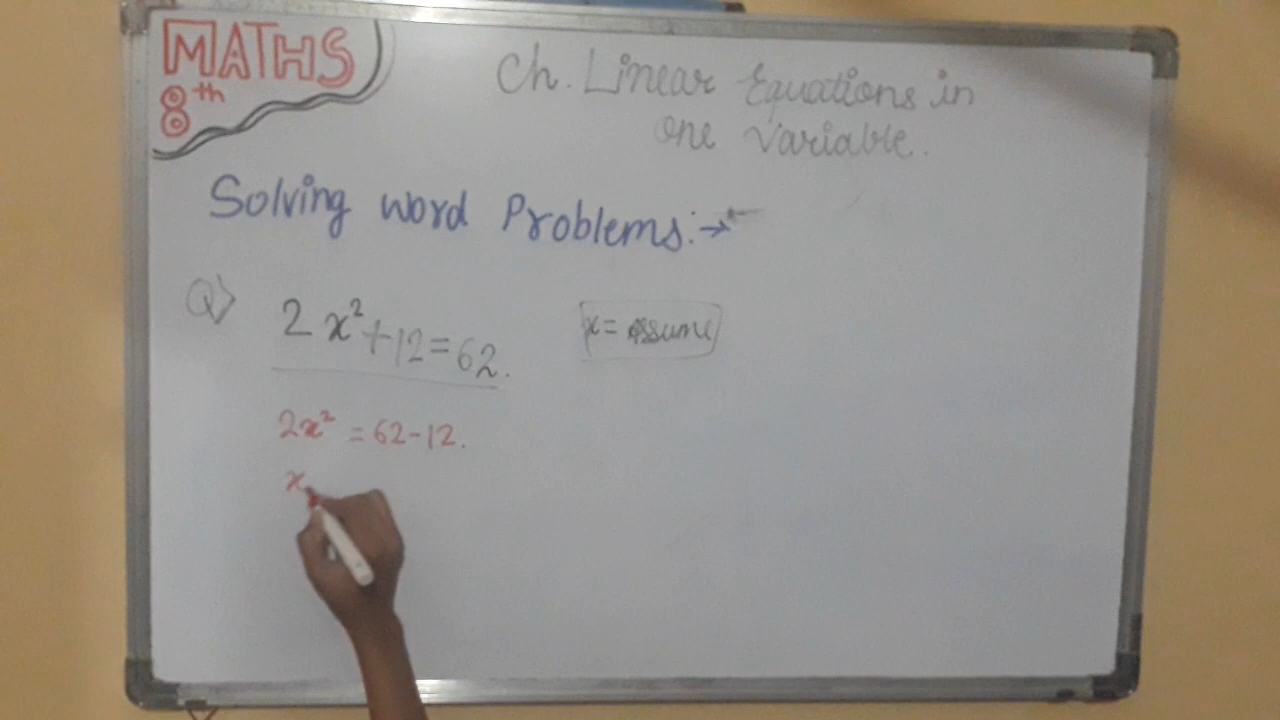 MATHS
8th
Ch. Linear Equations in
one Variable.
Solving Word Problems:→
Q> 2x²+12=62.
x= assume
2x² = 62-12.
x